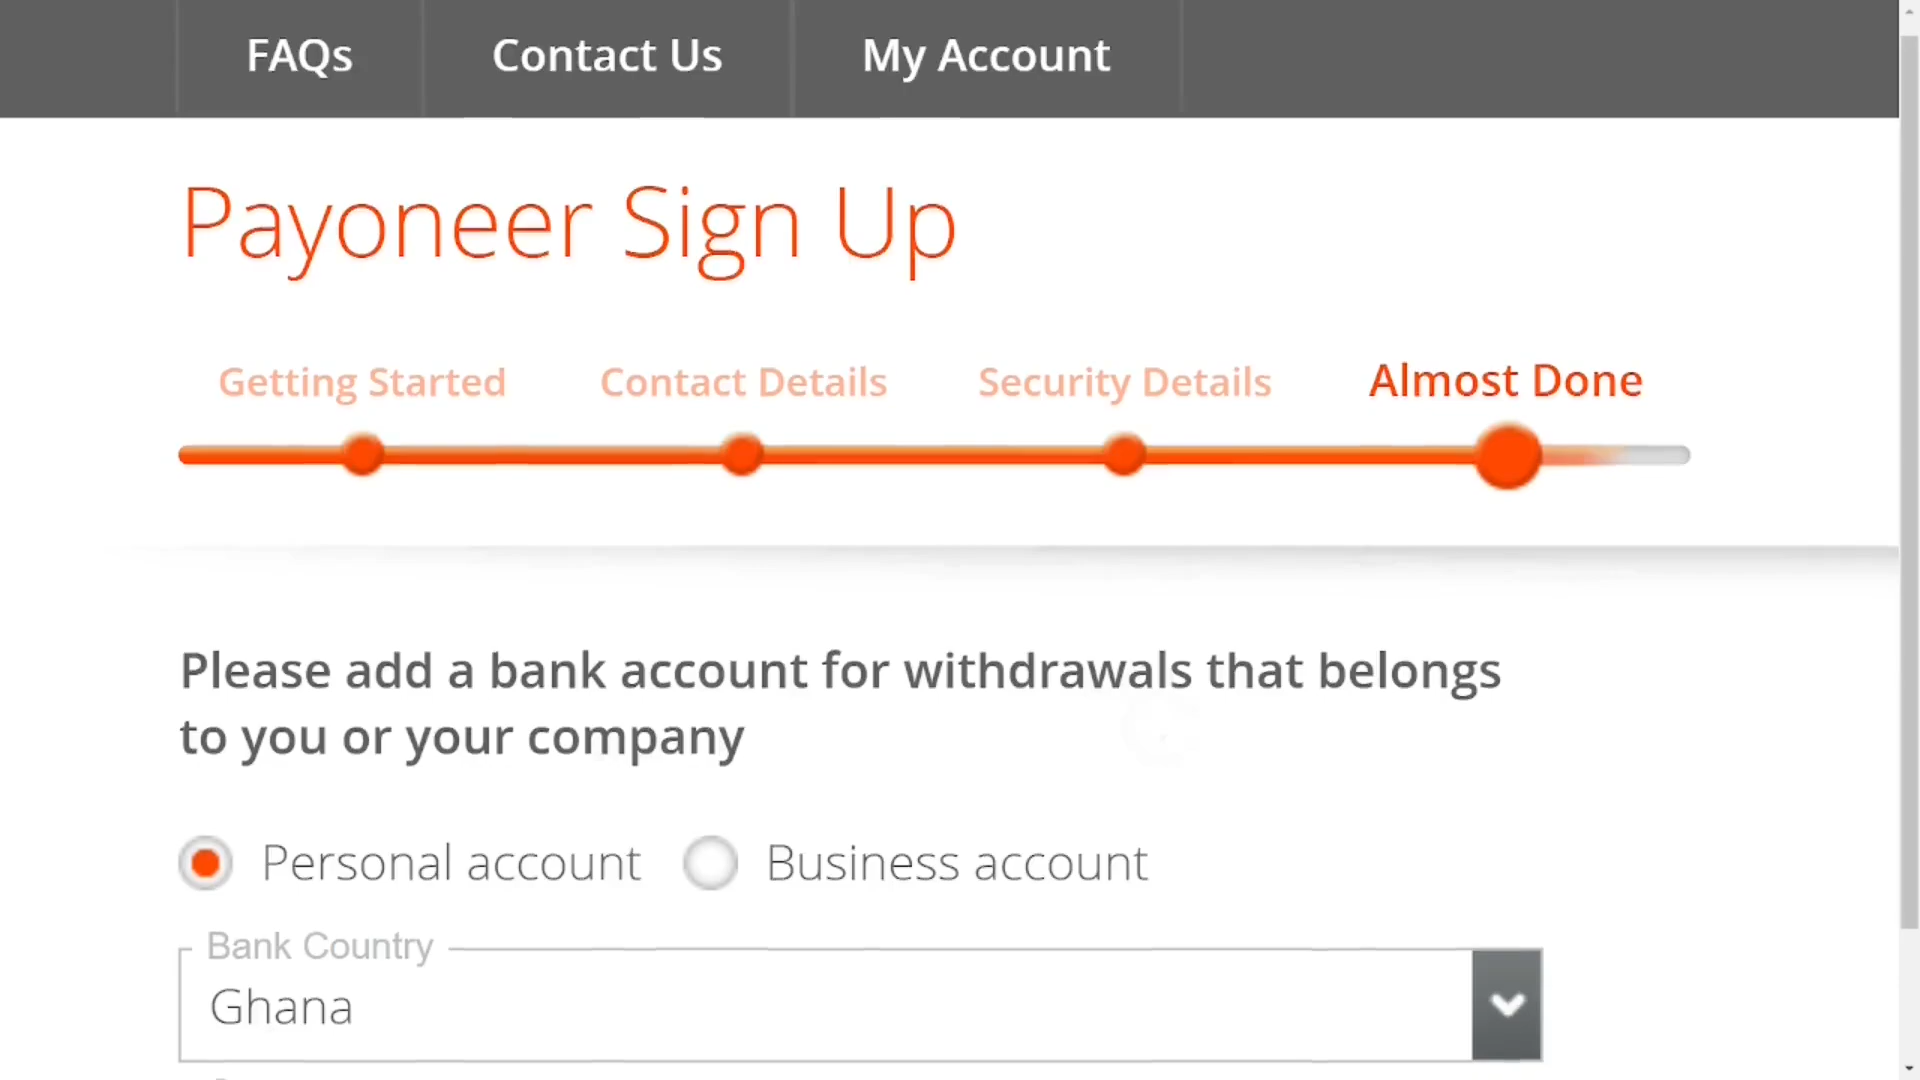 FAQs Contact Us My Account
Payoneer Sign Up
Getting Started Contact Details Security Details Almost Done
Please add a bank account for withdrawals that belongs
to you or your company
Personal account Business account
Bank Country
Ghana